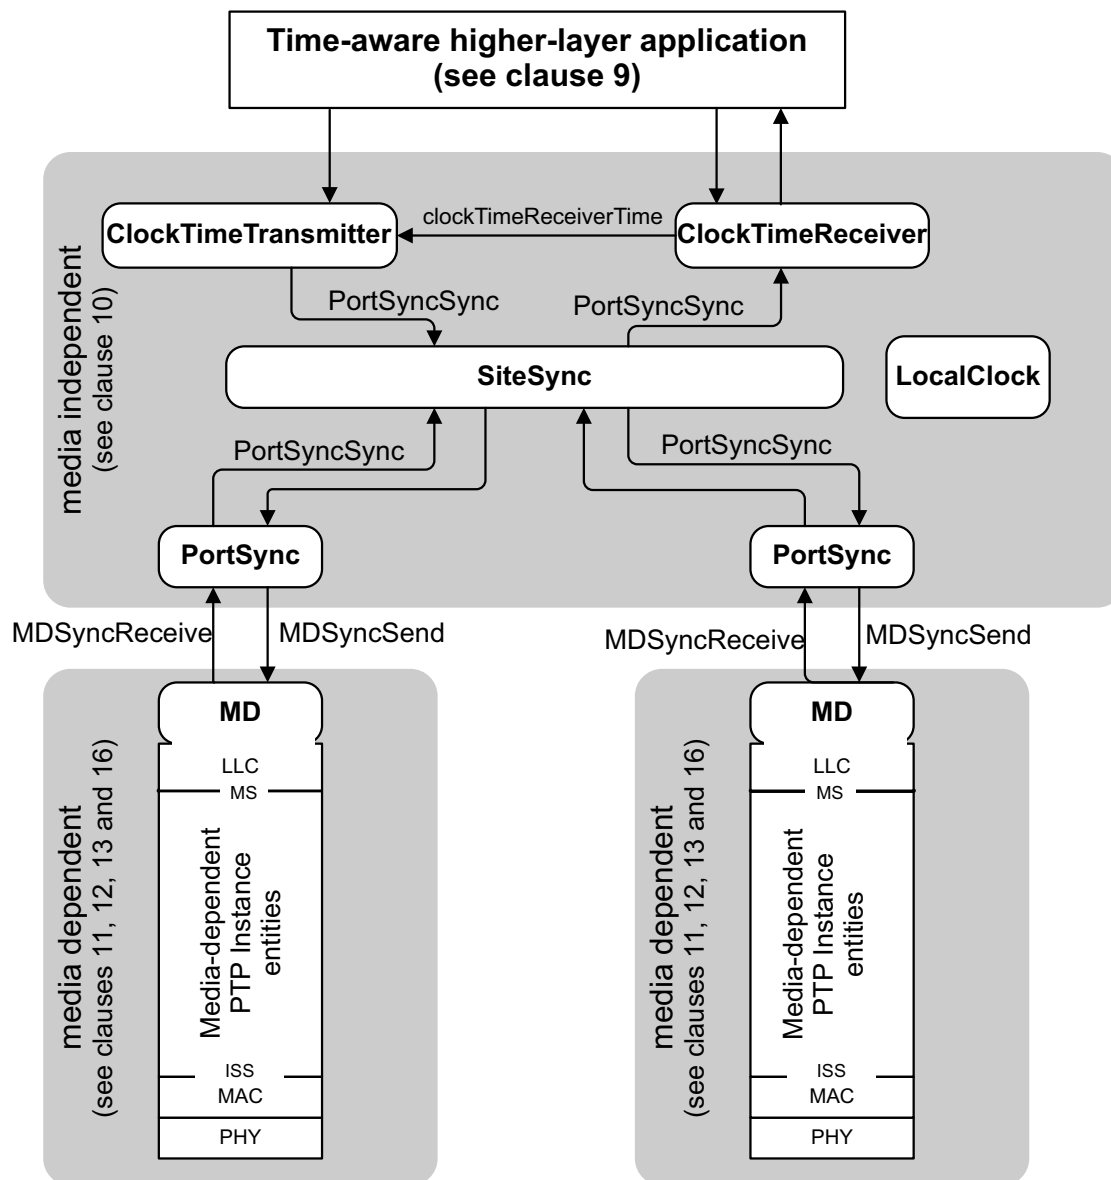 Time-aware higher-layer application
(see clause 9)
ClockTimeTransmitter
clockTimeReceiverTime
ClockTimeReceiver
PortSyncSync
PortSyncSync
media independent
(see clause 10)
SiteSync
LocalClock
PortSyncSync
PortSyncSync
PortSync
PortSync
MDSyncReceive
MDSyncSend
MDSyncReceive
MDSyncSend
media dependent
(see clauses 11, 12, 13 and 16)
MD
LLC
MS
Media-dependent
PTP Instance
entities
ISS
MAC
PHY
media dependent
(see clauses 11, 12, 13 and 16)
MD
LLC
MS
Media-dependent
PTP Instance
entities
ISS
MAC
PHY